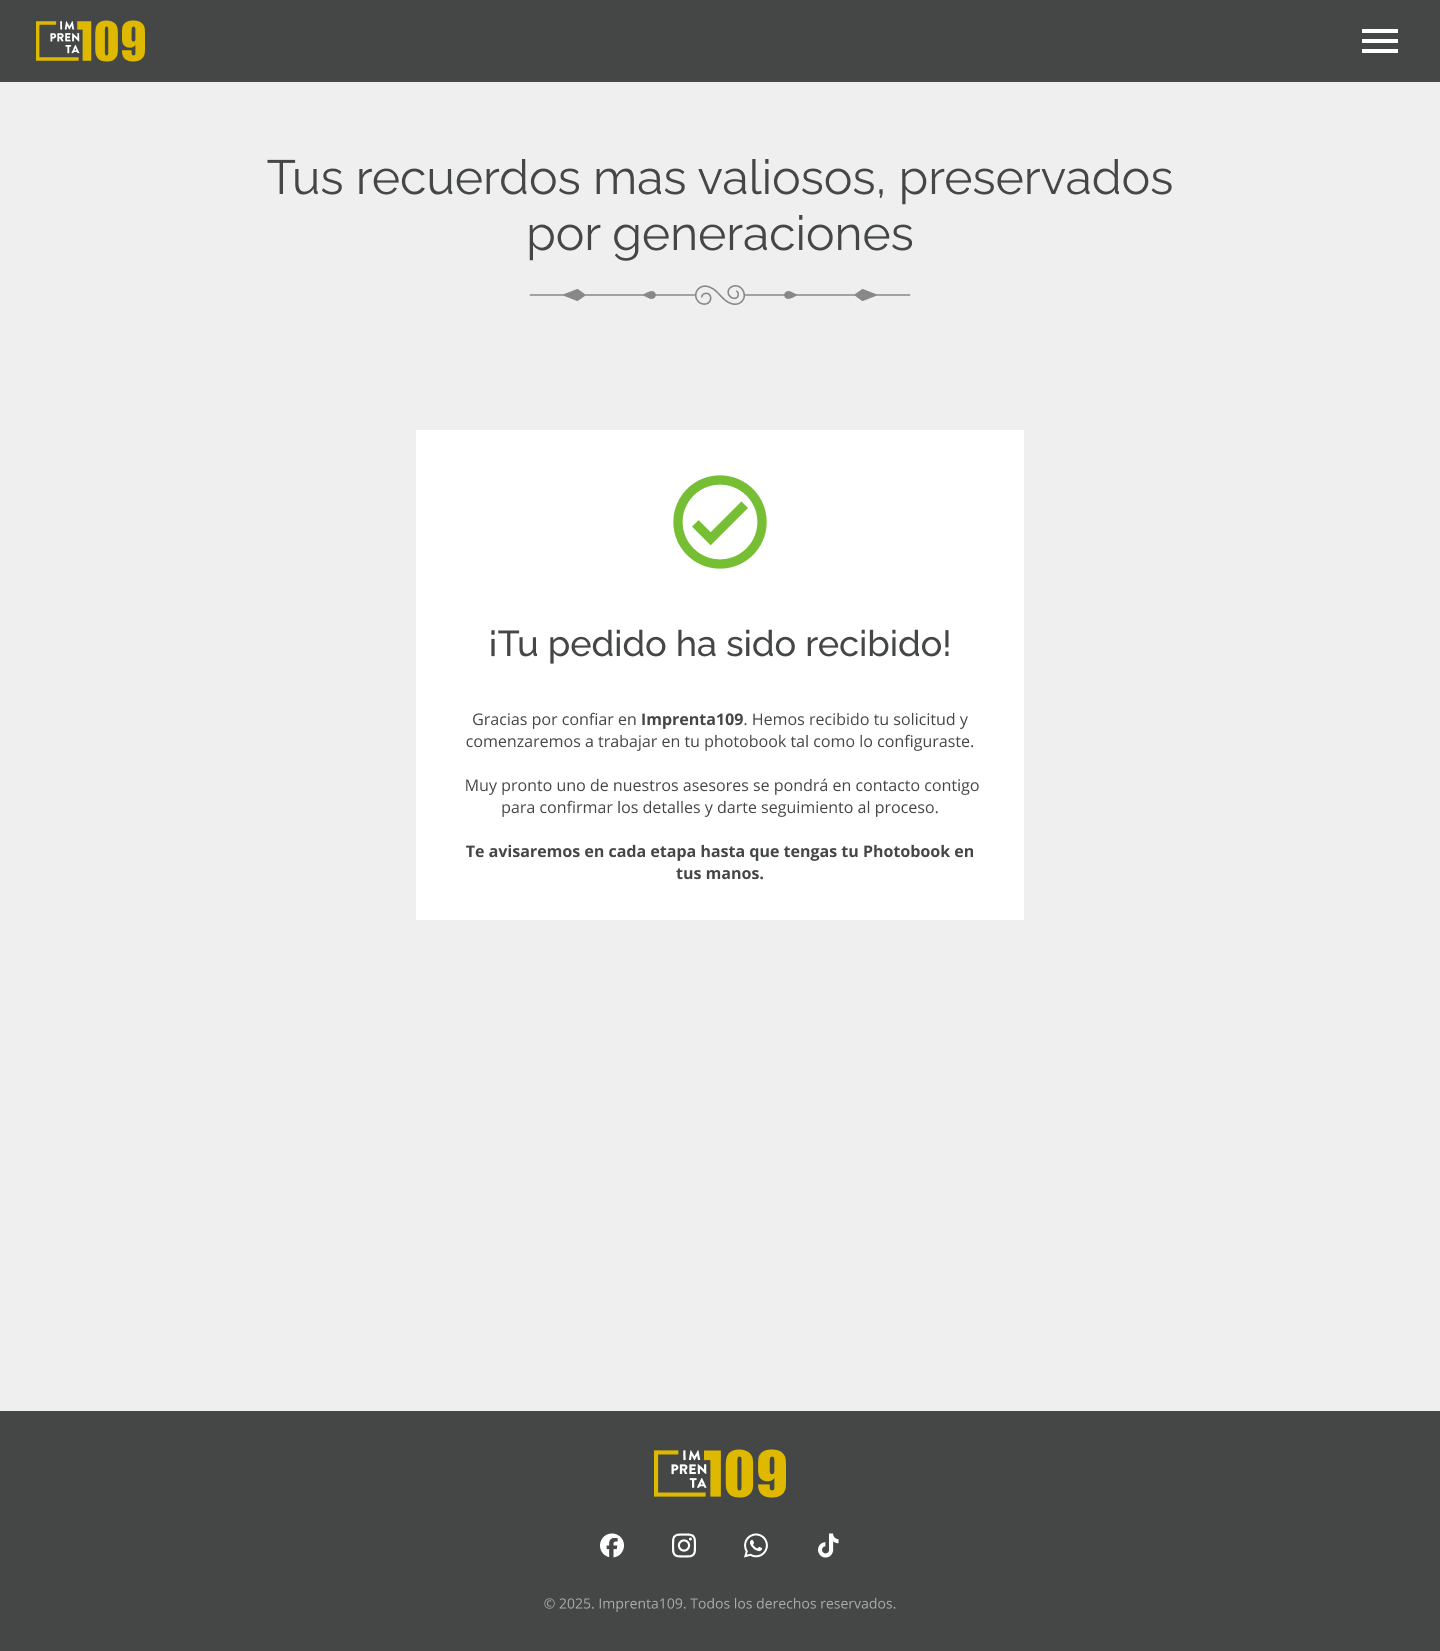 IM
PREN
TA
109
Tus recuerdos mas valiosos, preservados
por generaciones
¡Tu pedido ha sido recibido!
Gracias por confiar en Imprenta109. Hemos recibido tu solicitud y
comenzaremos a trabajar en tu photobook tal como lo configuraste.
Muy pronto uno de nuestros asesores se pondrá en contacto contigo
para confirmar los detalles y darte seguimiento al proceso.
Te avisaremos en cada etapa hasta que tengas tu Photobook en
tus manos.
IM
PREN
TA
109
© 2025. Imprenta109. Todos los derechos reservados.